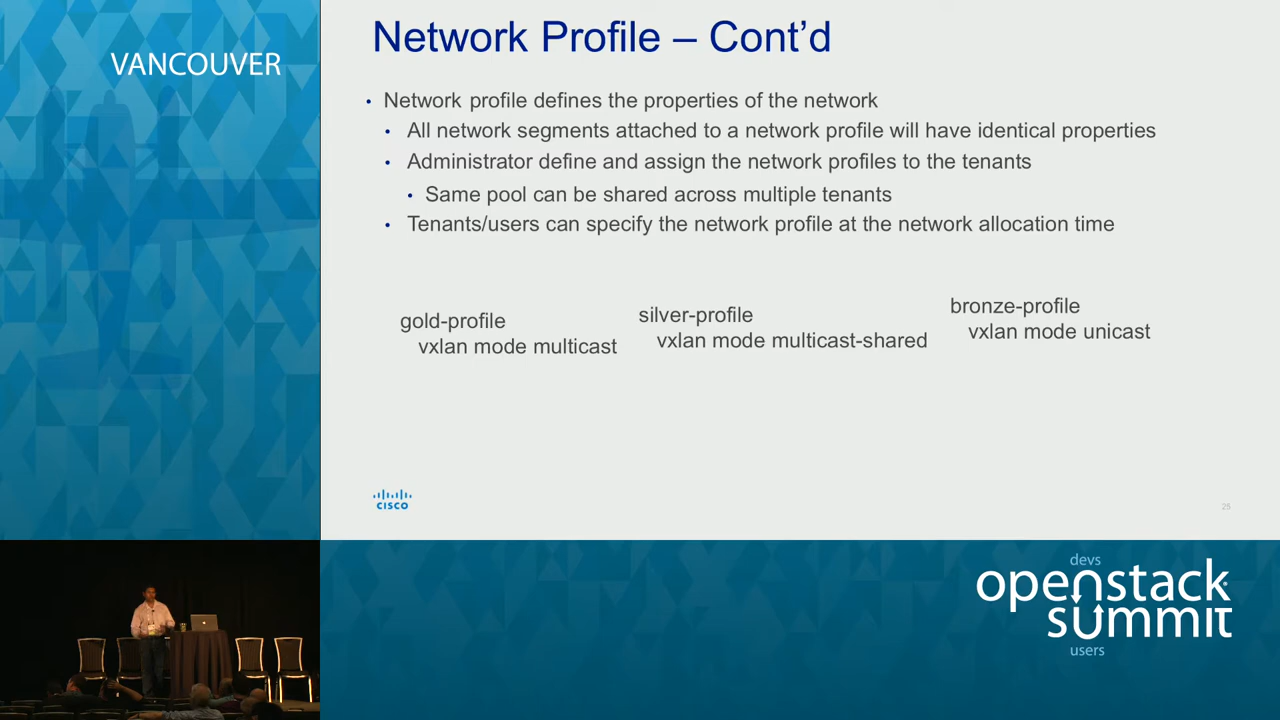 VANCOUVER
Network Profile – Cont’d
• Network profile defines the properties of the network
• All network segments attached to a network profile will have identical properties
• Administrator define and assign the network profiles to the tenants
• Same pool can be shared across multiple tenants
• Tenants/users can specify the network profile at the network allocation time
gold-profile
vxlan mode multicast
silver-profile
vxlan mode multicast-shared
bronze-profile
vxlan mode unicast
CISCO
25
devs
openstack
summit
users